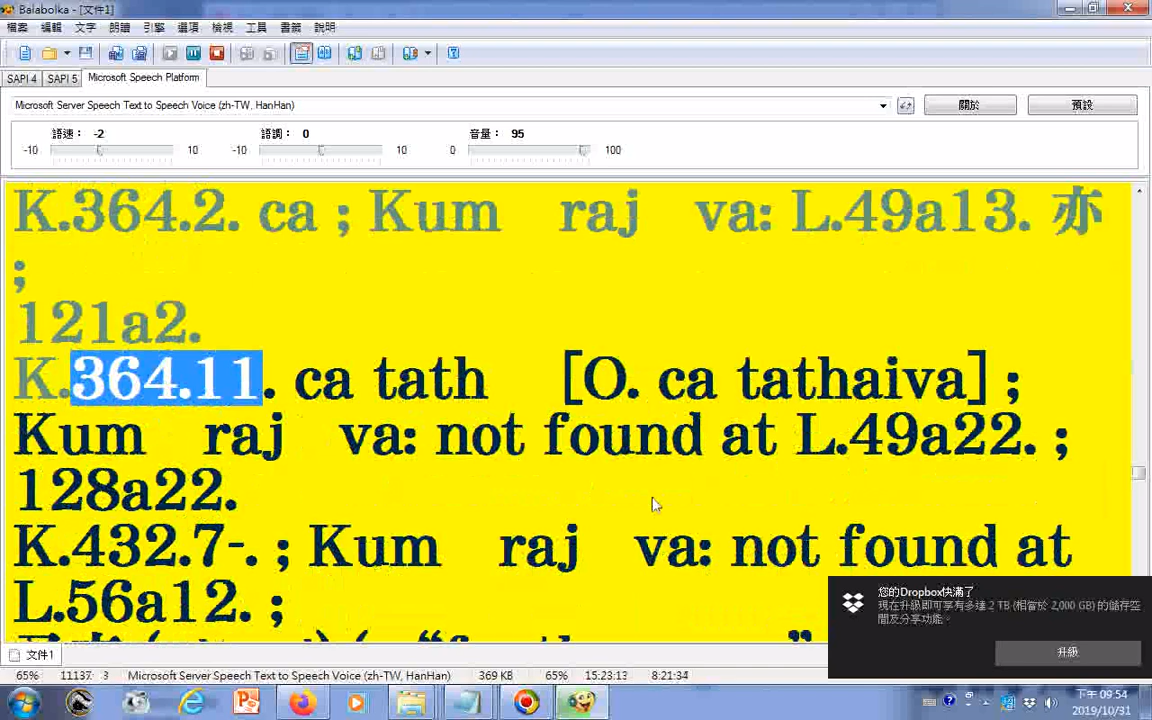 Balabolka - [文件1]
檔案 編輯 文字 朗讀 引擎 選項 檢視 工具 書籤 說明
SAPI 4 SAPI 5 Microsoft Speech Platform
Microsoft Server Speech Text to Speech Voice (zh-TW, HanHan) 關於 預設
語速： -2 語調： 0 音量： 95
-10 10 -10 10 0 100
K.364.2. ca ; Kum raj va: L.49a13. 亦
;
121a2.
K.364.11. ca tath [O. ca tathaiva] ;
Kum raj va: not found at L.49a22. ;
128a22.
K.432.7-. ; Kum raj va: not found at
L.56a12. ;
您的Dropbox快滿了
現在升級即可享有多達 2 TB (相當於 2,000 GB) 的儲存空
間及分享功能。
升級
文件1
65% 11137: 3 Microsoft Server Speech Text to Speech Voice (zh-TW, HanHan) 369 KB 65% 15:23:13 8:21:34
下午 09:54
2019/10/31